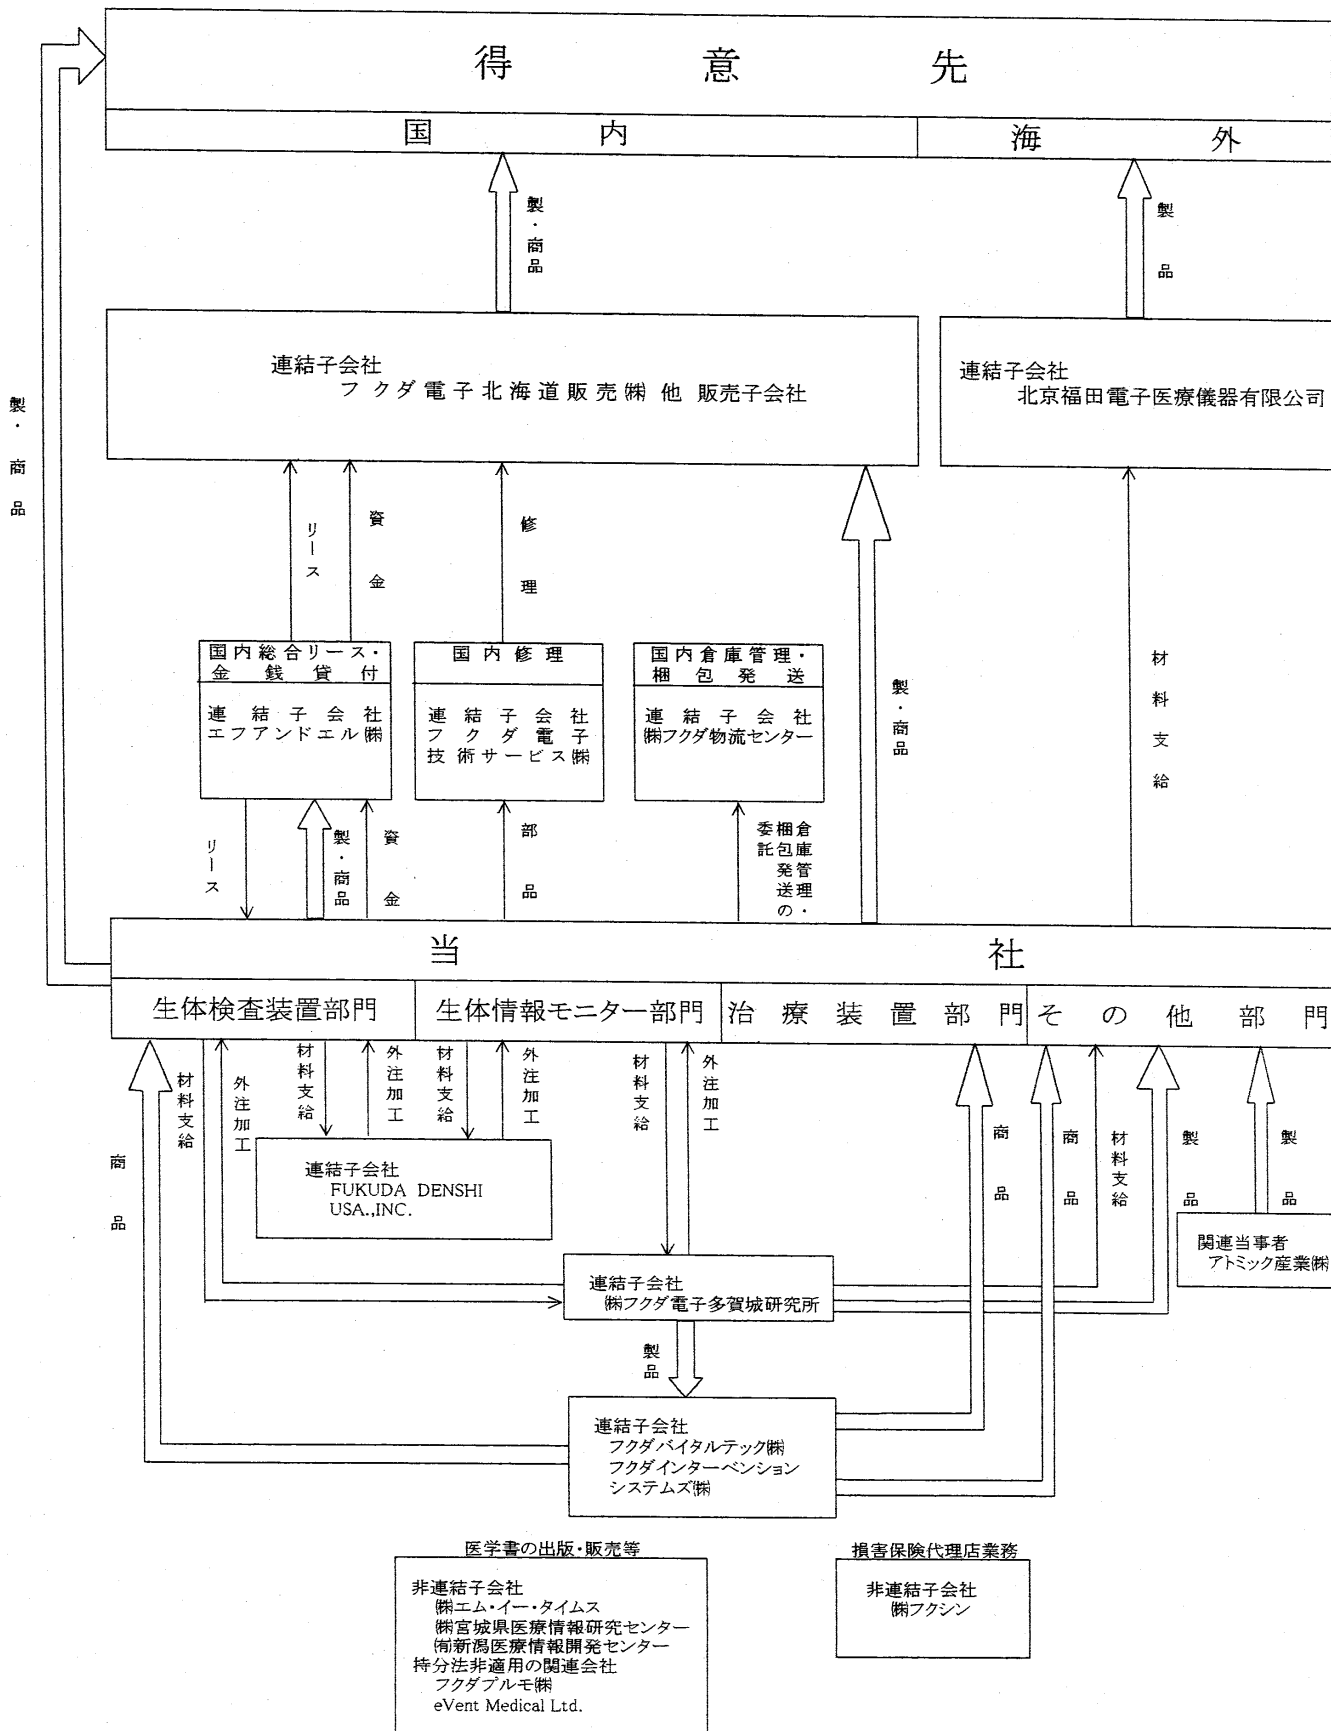 得意先
国内
海外
製・商品
製品
製・商品
連結子会社
フクダ電子北海道販売㈱他 販売子会社
連結子会社
北京福田電子医療儀器有限公司
リース
資金
修理
製・商品
材料支給
国内総合リース・
金銭貸付
連結子会社
エフアンドエル㈱
国内修理
連結子会社
フクダ電子
技術サービス㈱
国内倉庫管理・
梱包発送
連結子会社
㈱フクダ物流センター
リース
製・商品
資金
部品
倉庫管理・
梱包発送の
委託
当社
生体検査装置部門
生体情報モニター部門
治療装置部門
その他部門
商品
材料支給
外注加工
材料支給
外注加工
材料支給
外注加工
材料支給
外注加工
商品
商品
材料支給
製品
製品
連結子会社
FUKUDA DENSHI
USA.,INC.
関連当事者
アトミック産業㈱
連結子会社
㈱フクダ電子多賀城研究所
製品
連結子会社
フクダバイタルテック㈱
フクダインターベンション
システムズ㈱
医学書の出版・販売等
非連結子会社
㈱エム・イー・タイムス
㈱宮城県医療情報研究センター
㈲新潟医療情報開発センター
持分法非適用の関連会社
フクダプルモ㈱
eVent Medical Ltd.
損害保険代理店業務
非連結子会社
㈱フクシン